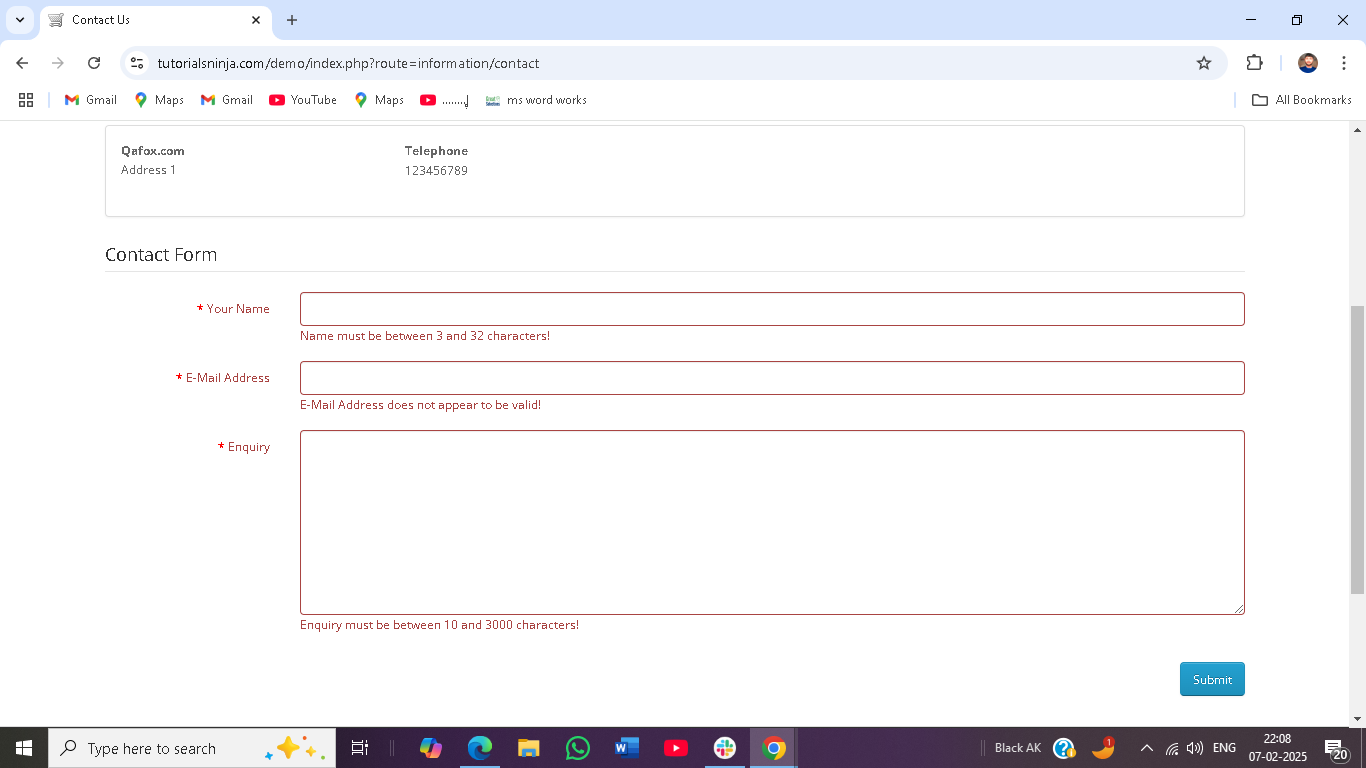 Contact Us
tutorialsninja.com/demo/index.php?route=information/contact
Gmail Maps Gmail YouTube Maps ms word works All Bookmarks
Qafox.com Telephone
Address 1 123456789
Contact Form
* Your Name
Name must be between 3 and 32 characters!
* E-Mail Address
E-Mail Address does not appear to be valid!
* Enquiry
Enquiry must be between 10 and 3000 characters!
Submit
Type here to search Black AK 1 ENG 22:08
07-02-2025 20